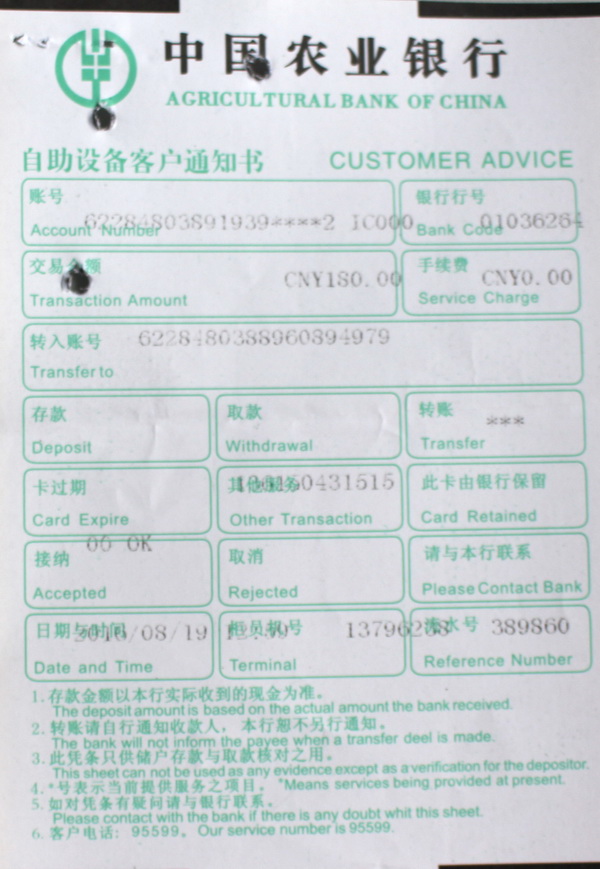 中国农业银行
AGRICULTURAL BANK OF CHINA
自助设备客户通知书 CUSTOMER ADVICE
账号 银行行号
Account Number 62284803891939****2 IC000 Bank Code 01036264
交易金额 CNY180.00 手续费 CNY0.00
Transaction Amount Service Charge
转入账号 6228480388960894979
Transfer to
存款 取款 转账 ***
Deposit Withdrawal Transfer
卡过期 其他服务 此卡由银行保留
Card Expire Other Transaction Card Retained
00 OK
接纳 取消 请与本行联系
Accepted Rejected Please Contact Bank
日期与时间 2016/08/19 柜员机号 流水号 389860
Date and Time Terminal Reference Number
1. 存款金额以本行实际收到的现金为准。
The deposit amount is based on the actual amount the bank received.
2. 转账请自行通知收款人， 本行恕不另行通知。
The bank will not inform the payee when a transfer deel is made.
3. 此凭条只供储户存款与取款核对之用。
This sheet can not be used as any evidence except as a verification for the depositor.
4. *号表示当前提供服务之项目。 *Means services being provided at present.
5. 如对凭条有疑问请与银行联系。
Please contact with the bank if there is any doubt whit this sheet.
6. 客户电话: 95599。 Our service number is 95599.